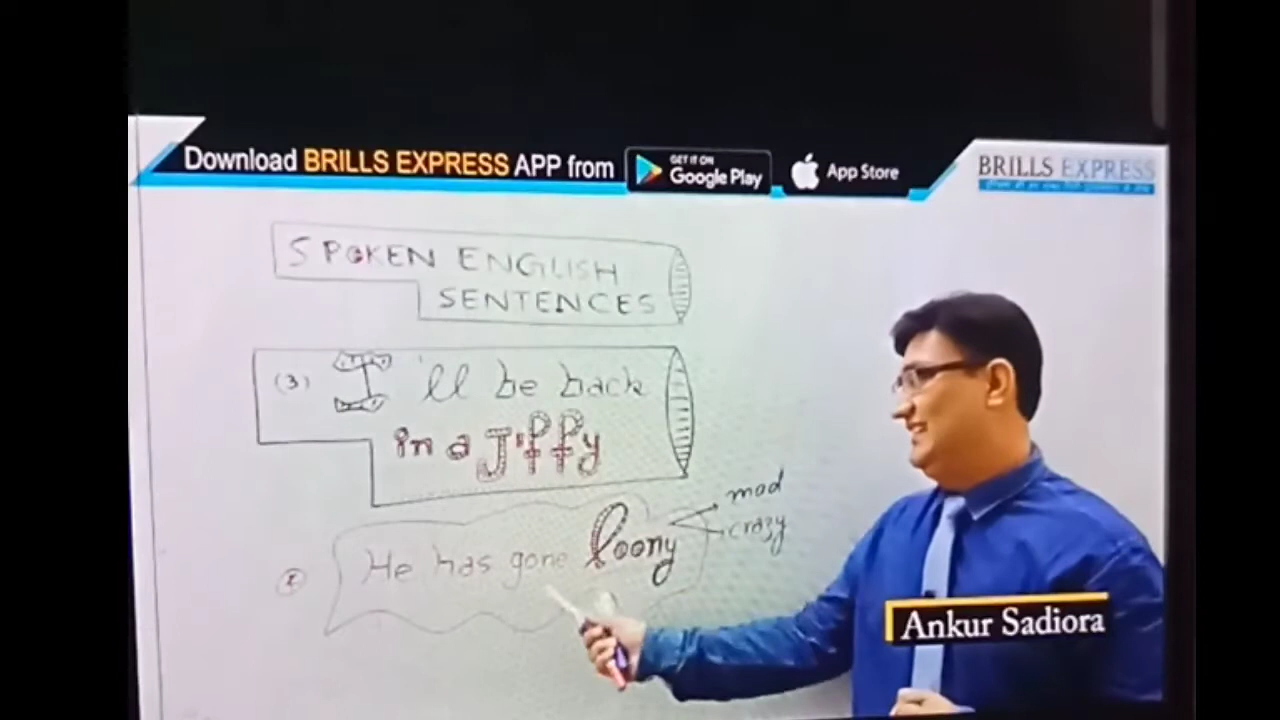 Download BRILLS EXPRESS APP from
GET IT ON
Google Play
App Store
BRILLS EXPRESS
SPOKEN ENGLISH
SENTENCES
(3) I'll be back
in a Jiffy
mad
crazy
He has gone loony
Ankur Sadiora